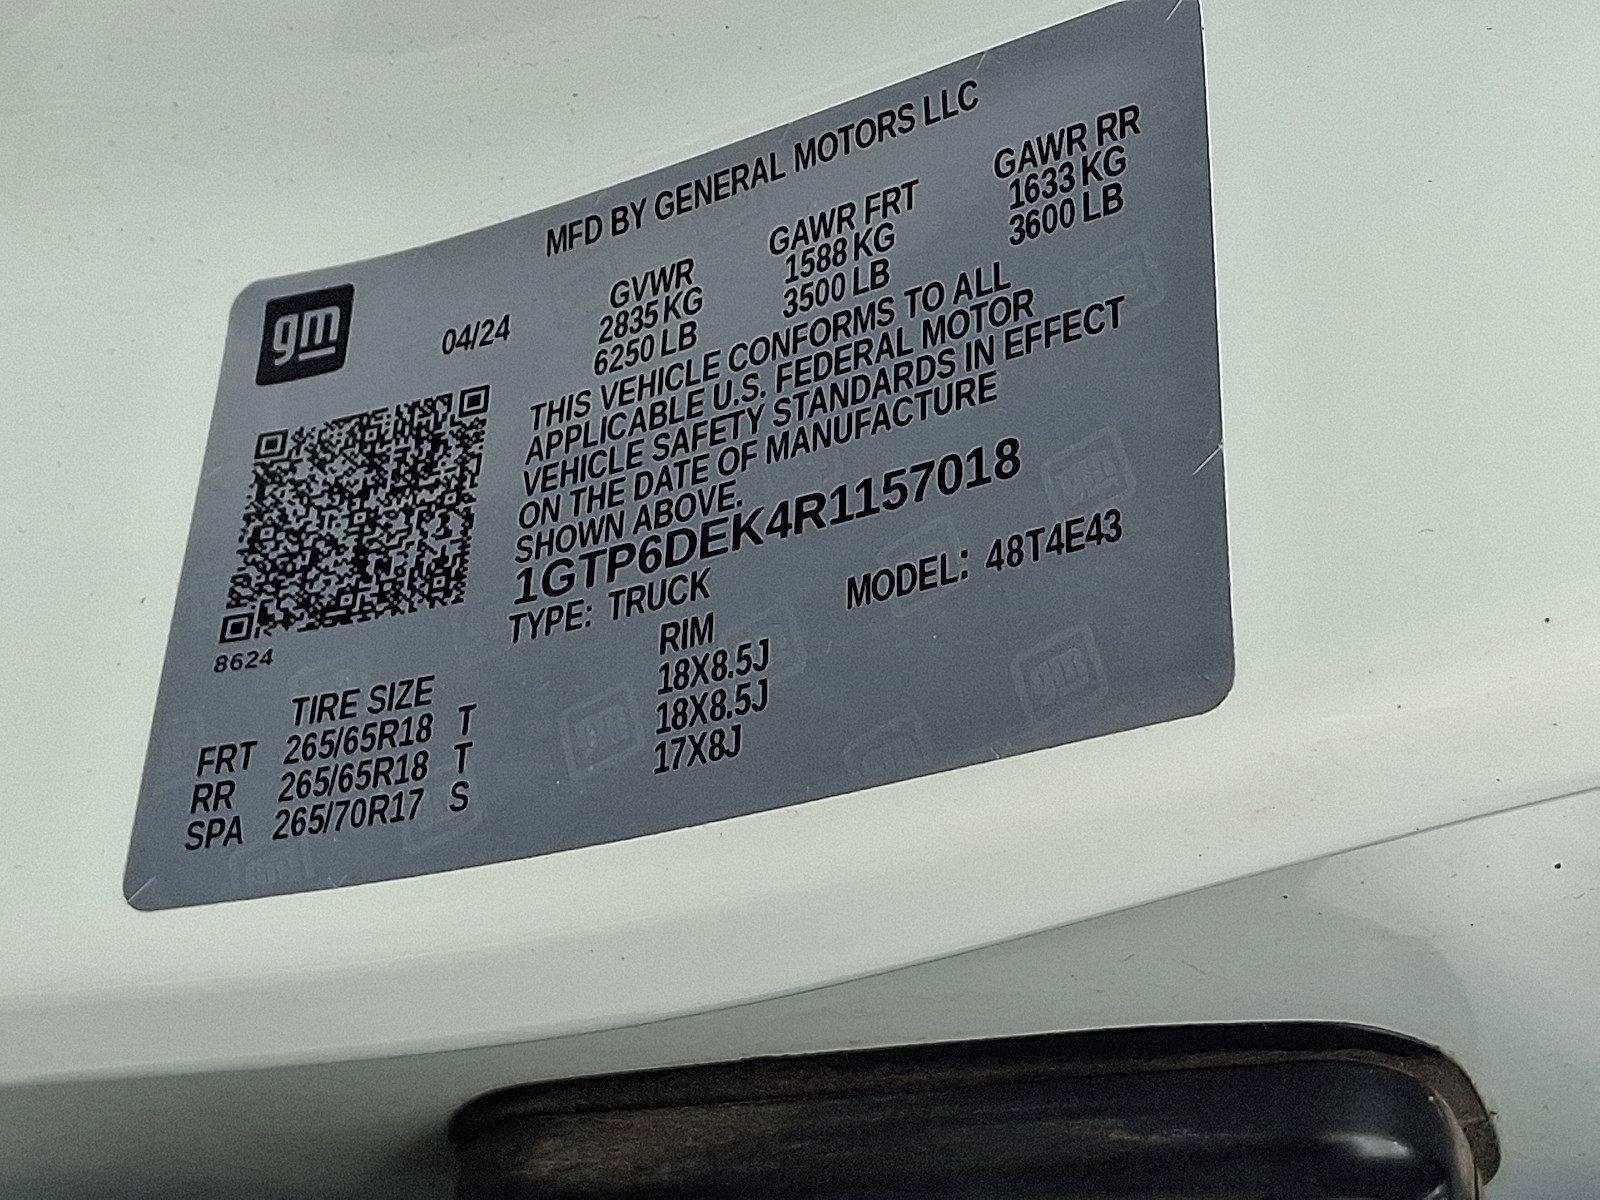 MFD BY GENERAL MOTORS LLC
gm
04/24
GVWR GAWR FRT GAWR RR
2835 KG 1588 KG 1633 KG
6250 LB 3500 LB 3600 LB
THIS VEHICLE CONFORMS TO ALL
APPLICABLE U.S. FEDERAL MOTOR
VEHICLE SAFETY STANDARDS IN EFFECT
ON THE DATE OF MANUFACTURE
SHOWN ABOVE.
1GTP6DEK4R1157018
TYPE: TRUCK MODEL: 48T4E43
8624
TIRE SIZE RIM
FRT 265/65R18 T 18X8.5J
RR 265/65R18 T 18X8.5J
SPA 265/70R17 S 17X8J